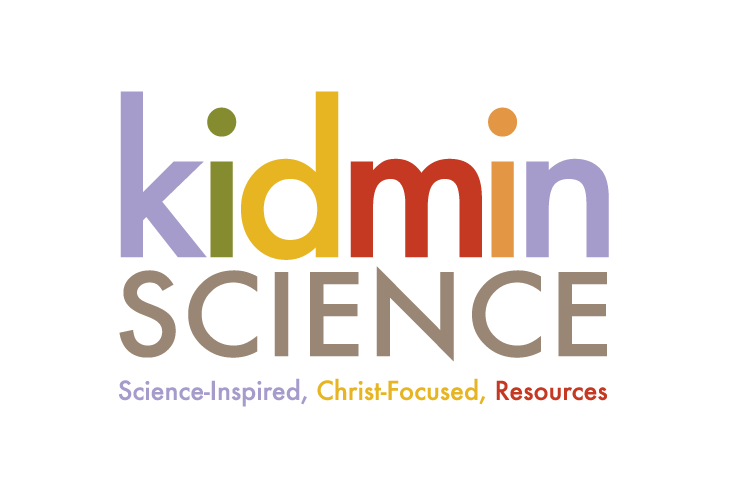 kidmin
SCIENCE
Science-Inspired, Christ-Focused, Resources